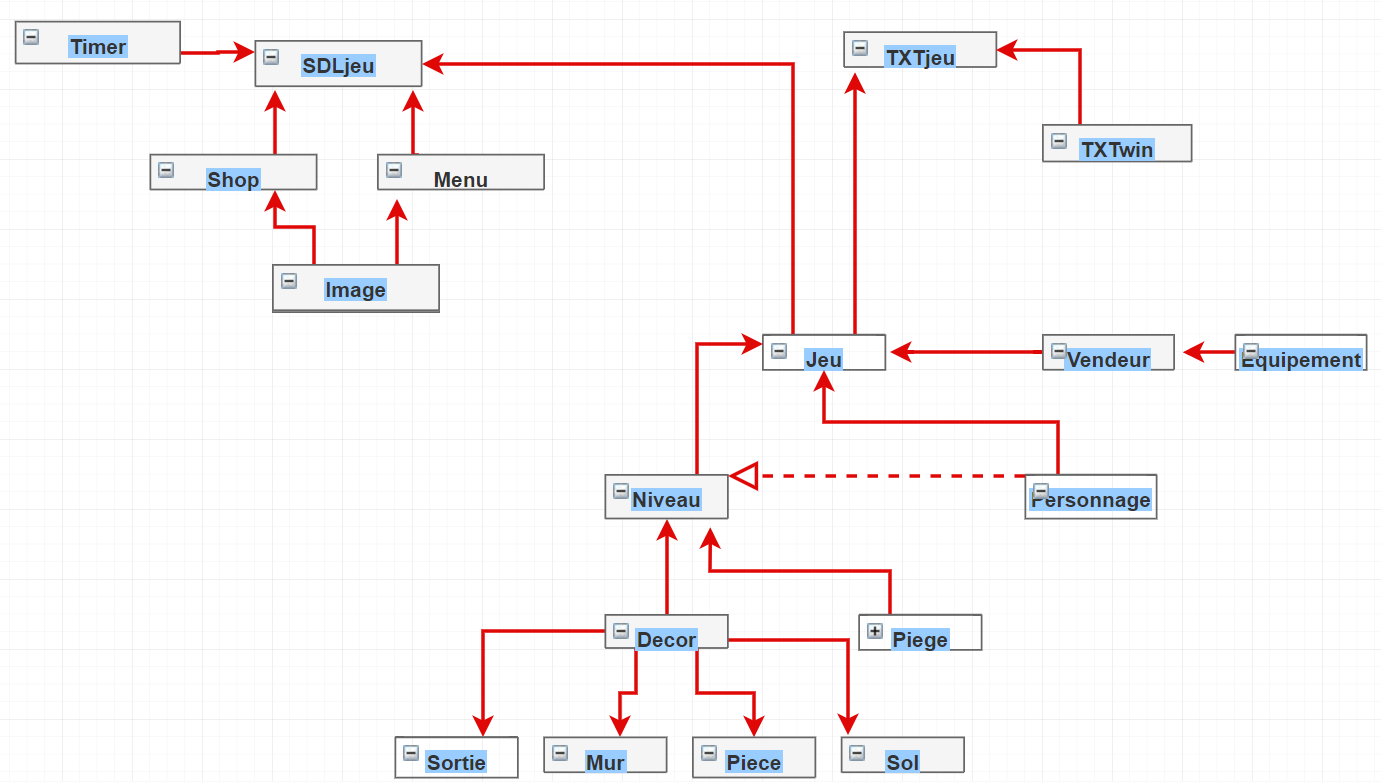 Timer
SDLjeu
TXTjeu
TXTwin
Shop
Menu
Image
Jeu
Vendeur
Equipement
Niveau
Personnage
Decor
Piege
Sortie
Mur
Piece
Sol